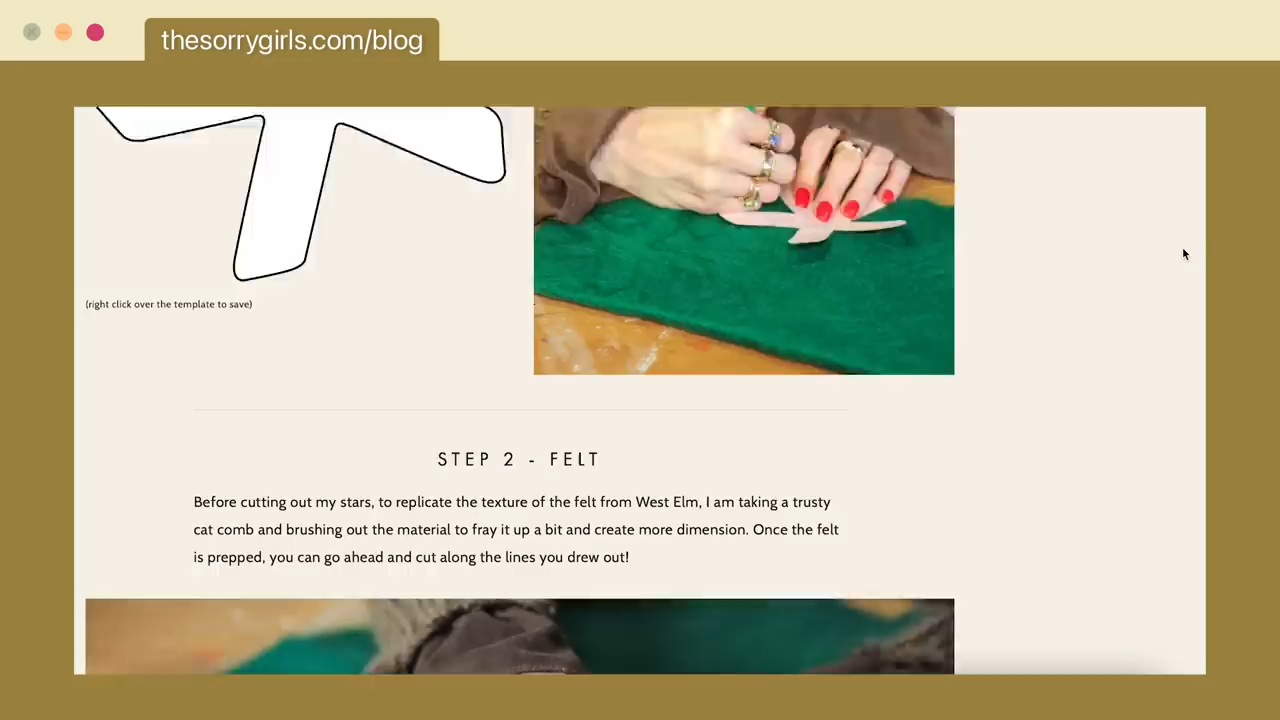 thesorrygirls.com/blog
(right click over the template to save)
STEP 2 - FELT
Before cutting out my stars, to replicate the texture of the felt from West Elm, I am taking a trusty
cat comb and brushing out the material to fray it up a bit and create more dimension. Once the felt
is prepped, you can go ahead and cut along the lines you drew out!